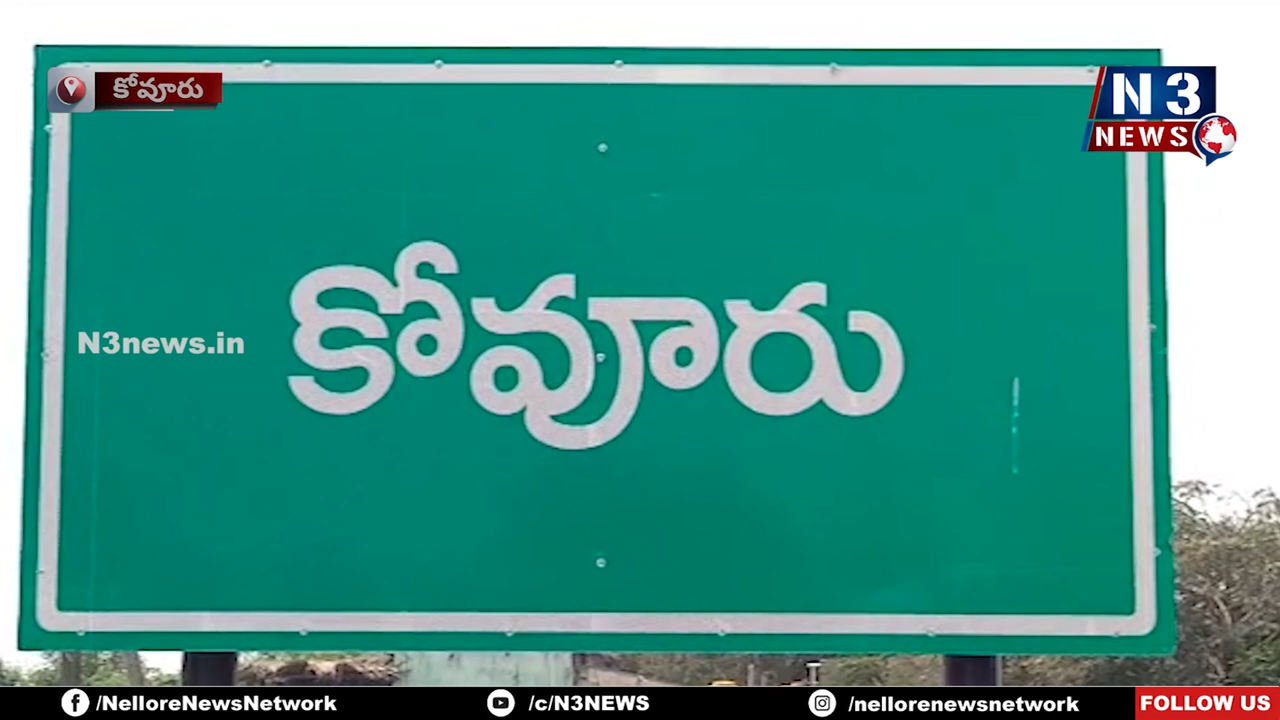 కోవూరు
N3
NEWS
N3news.in
కోవూరు
/NelloreNewsNetwork
/c/N3NEWS
/nellorenewsnetwork
FOLLOW US